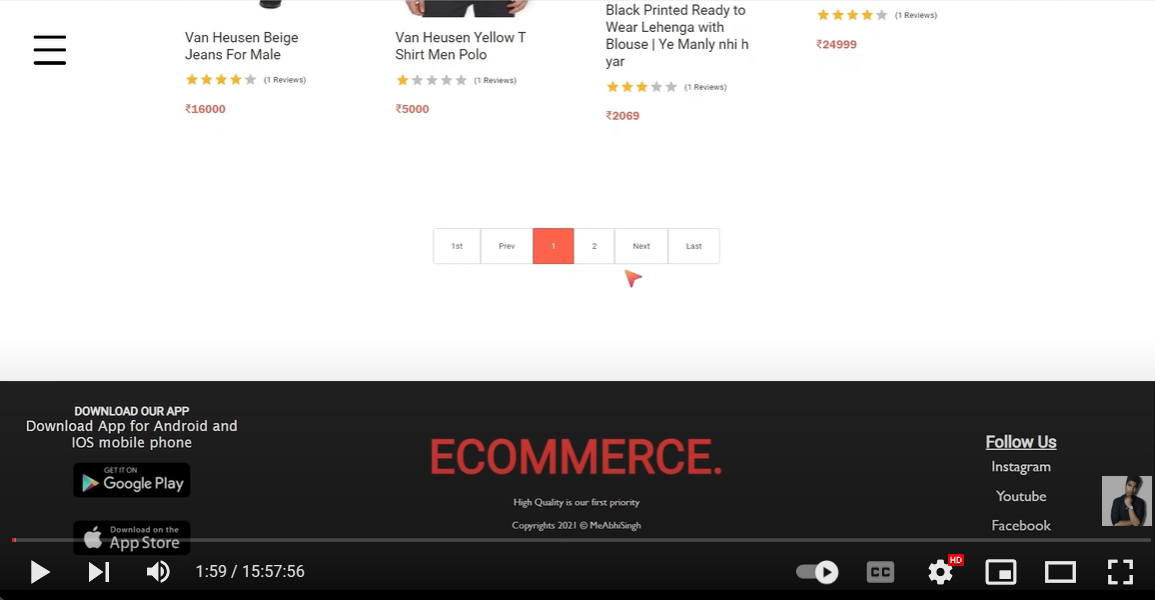 Van Heusen Beige
Jeans For Male
(1 Reviews)
₹16000
Van Heusen Yellow T
Shirt Men Polo
(1 Reviews)
₹5000
Black Printed Ready to
Wear Lehenga with
Blouse | Ye Manly nhi h
yar
(1 Reviews)
₹2069
(1 Reviews)
₹24999
1st Prev 1 2 Next Last
DOWNLOAD OUR APP
Download App for Android and
IOS mobile phone
GET IT ON
Google Play
Download on the
App Store
ECOMMERCE.
High Quality is our first priority
Copyrights 2021 © MeAbhiSingh
Follow Us
Instagram
Youtube
Facebook
1:59 / 15:57:56
CC
HD